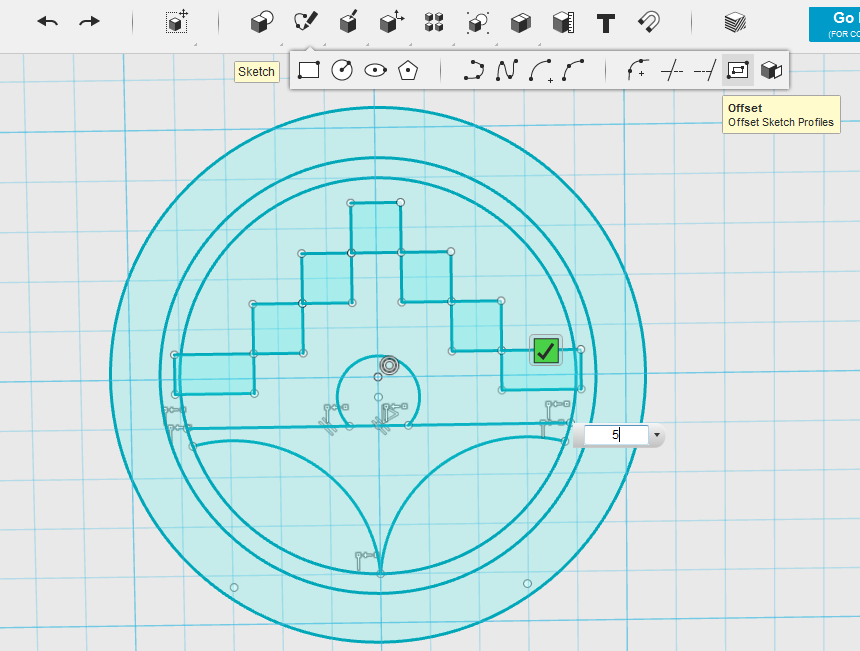 Go
(FOR CO
Sketch
Offset
Offset Sketch Profiles
5